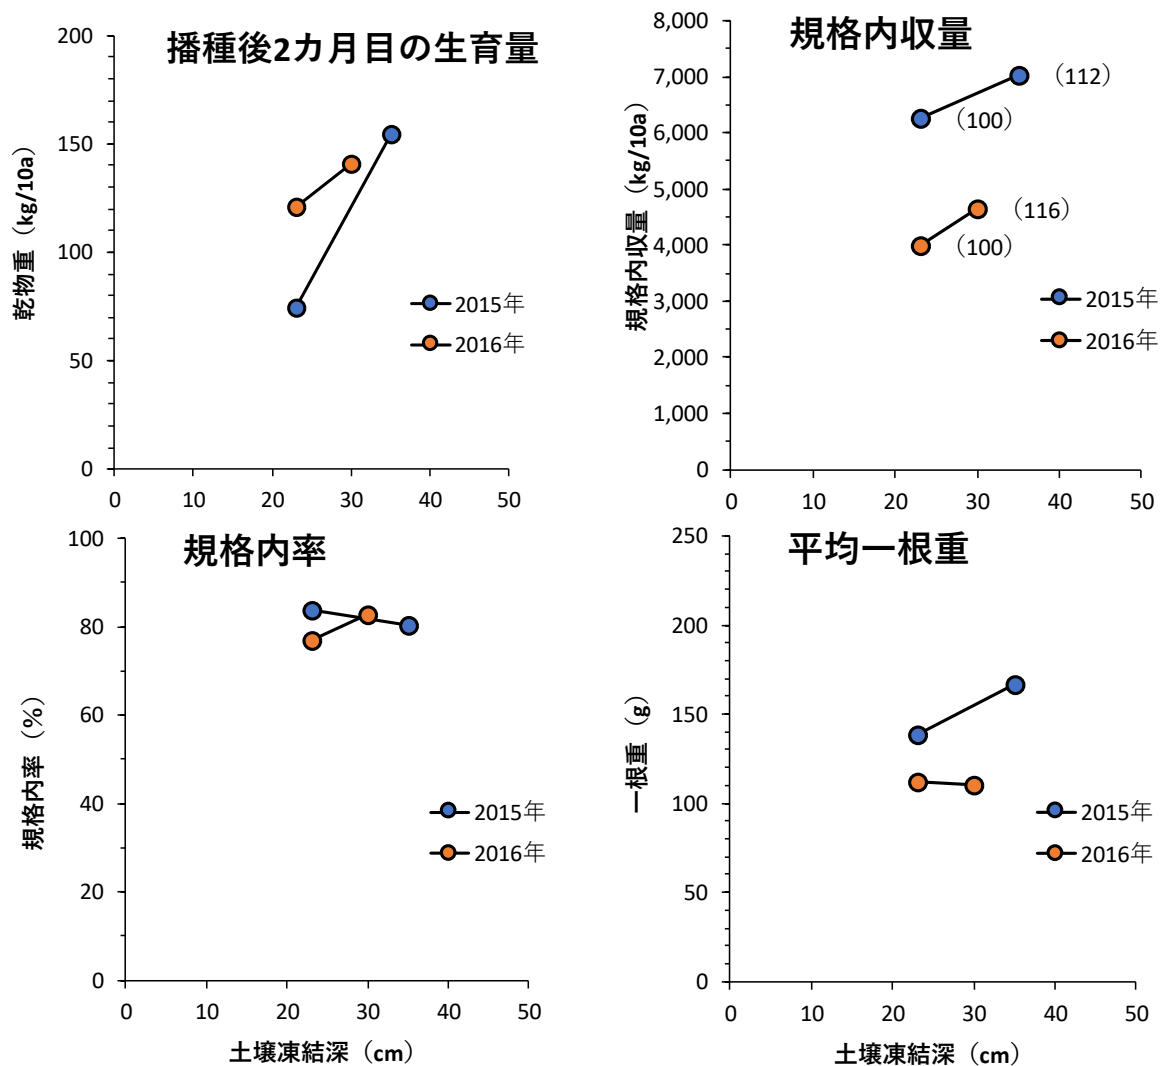 播種後2カ月目の生育量
乾物重（kg/10a）
200
150
100
50
0
0 10 20 30 40 50
2015年
2016年
規格内収量
規格内収量（kg/10a）
8,000
7,000
6,000
5,000
4,000
3,000
2,000
1,000
0
0 10 20 30 40 50
（112）
（100）
（116）
（100）
2015年
2016年
規格内率
規格内率（%）
100
80
60
40
20
0
0 10 20 30 40 50
土壌凍結深（cm）
2015年
2016年
平均一根重
一根重（g）
250
200
150
100
50
0
0 10 20 30 40 50
土壌凍結深（cm）
2015年
2016年